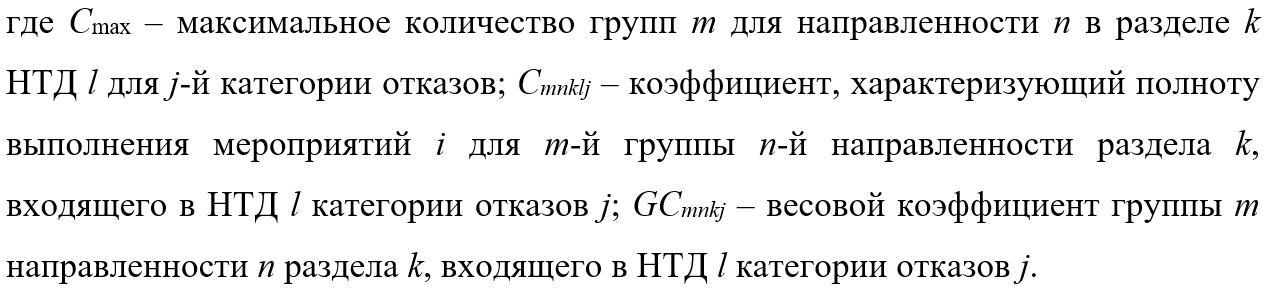 где Cmax – максимальное количество групп m для направленности n в разделе k
НТД l для j-й категории отказов; Cmnklj – коэффициент, характеризующий полноту
выполнения мероприятий i для m-й группы n-й направленности раздела k,
входящего в НТД l категории отказов j; GCmnkj – весовой коэффициент группы m
направленности n раздела k, входящего в НТД l категории отказов j.